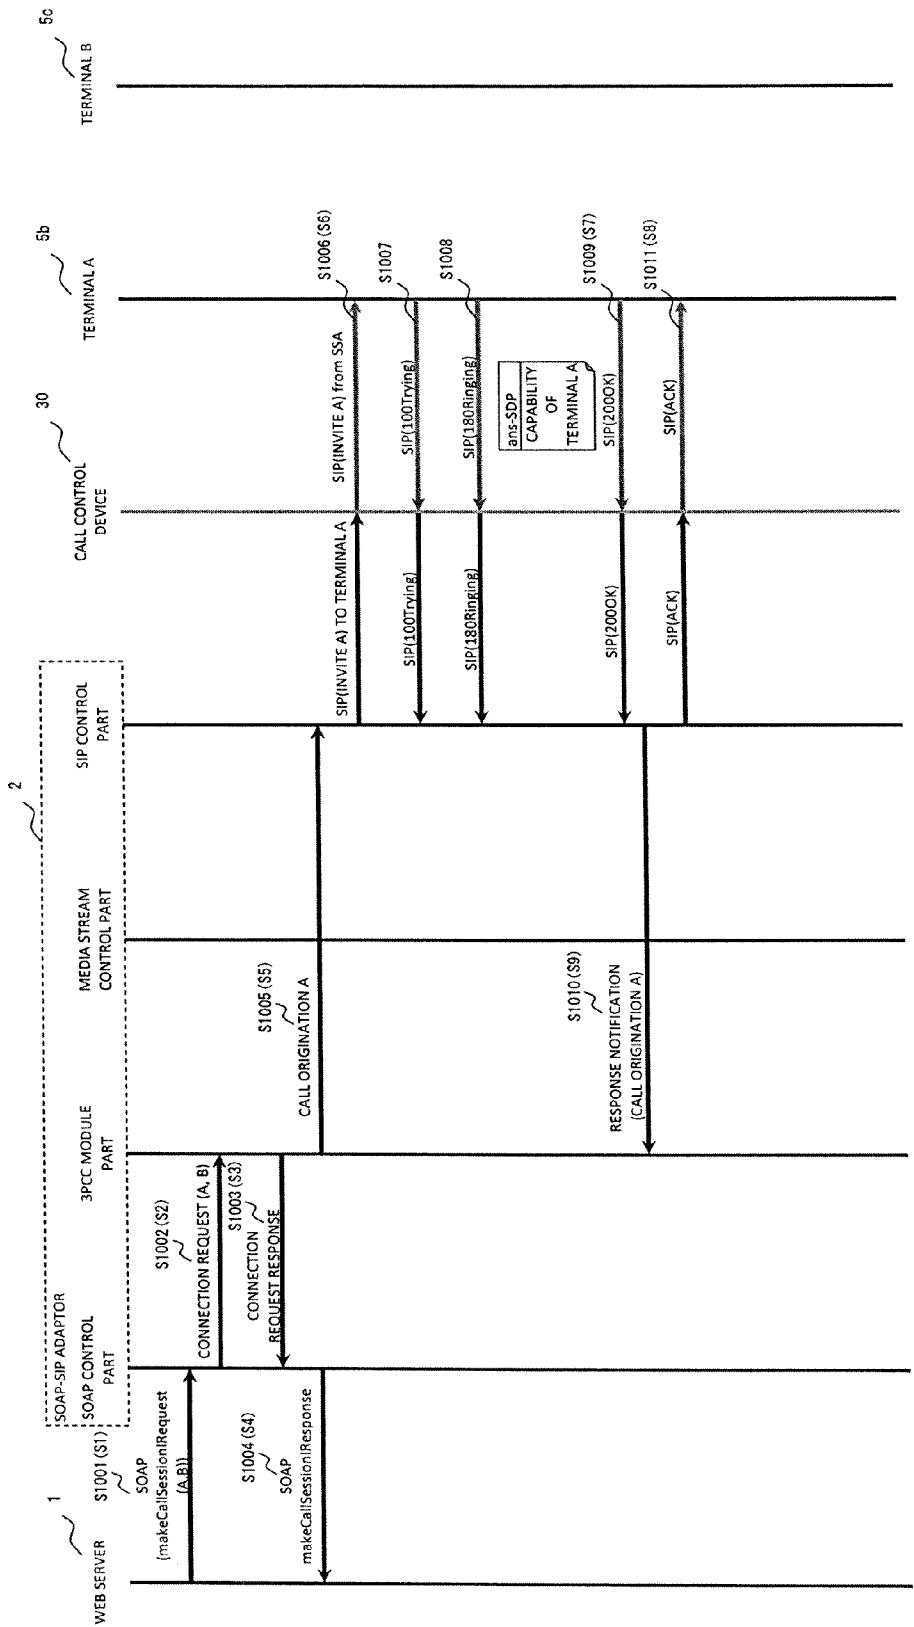 1
WEB SERVER
2
SOAP-SIP ADAPTOR
SOAP CONTROL
PART
3PCC MODULE
PART
MEDIA STREAM
CONTROL PART
SIP CONTROL
PART
30
CALL CONTROL
DEVICE
5b
TERMINAL A
5c
TERMINAL B
S1001 (S1)
SOAP
(makeCallSessionIRequest
(A,B))
S1002 (S2)
CONNECTION REQUEST (A, B)
S1003 (S3)
CONNECTION
REQUEST RESPONSE
S1004 (S4)
SOAP
makeCallSessionIResponse
S1005 (S5)
CALL ORIGINATION A
SIP(INVITE A) TO TERMINAL A
SIP(INVITE A) from SSA
S1006 (S6)
SIP(100Trying)
SIP(100Trying)
S1007
SIP(180Ringing)
SIP(180Ringing)
S1008
ans-SDP
CAPABILITY
OF
TERMINAL A
SIP(200OK)
SIP(200OK)
S1009 (S7)
S1010 (S9)
RESPONSE NOTIFICATION
(CALL ORIGINATION A)
SIP(ACK)
SIP(ACK)
S1011 (S8)